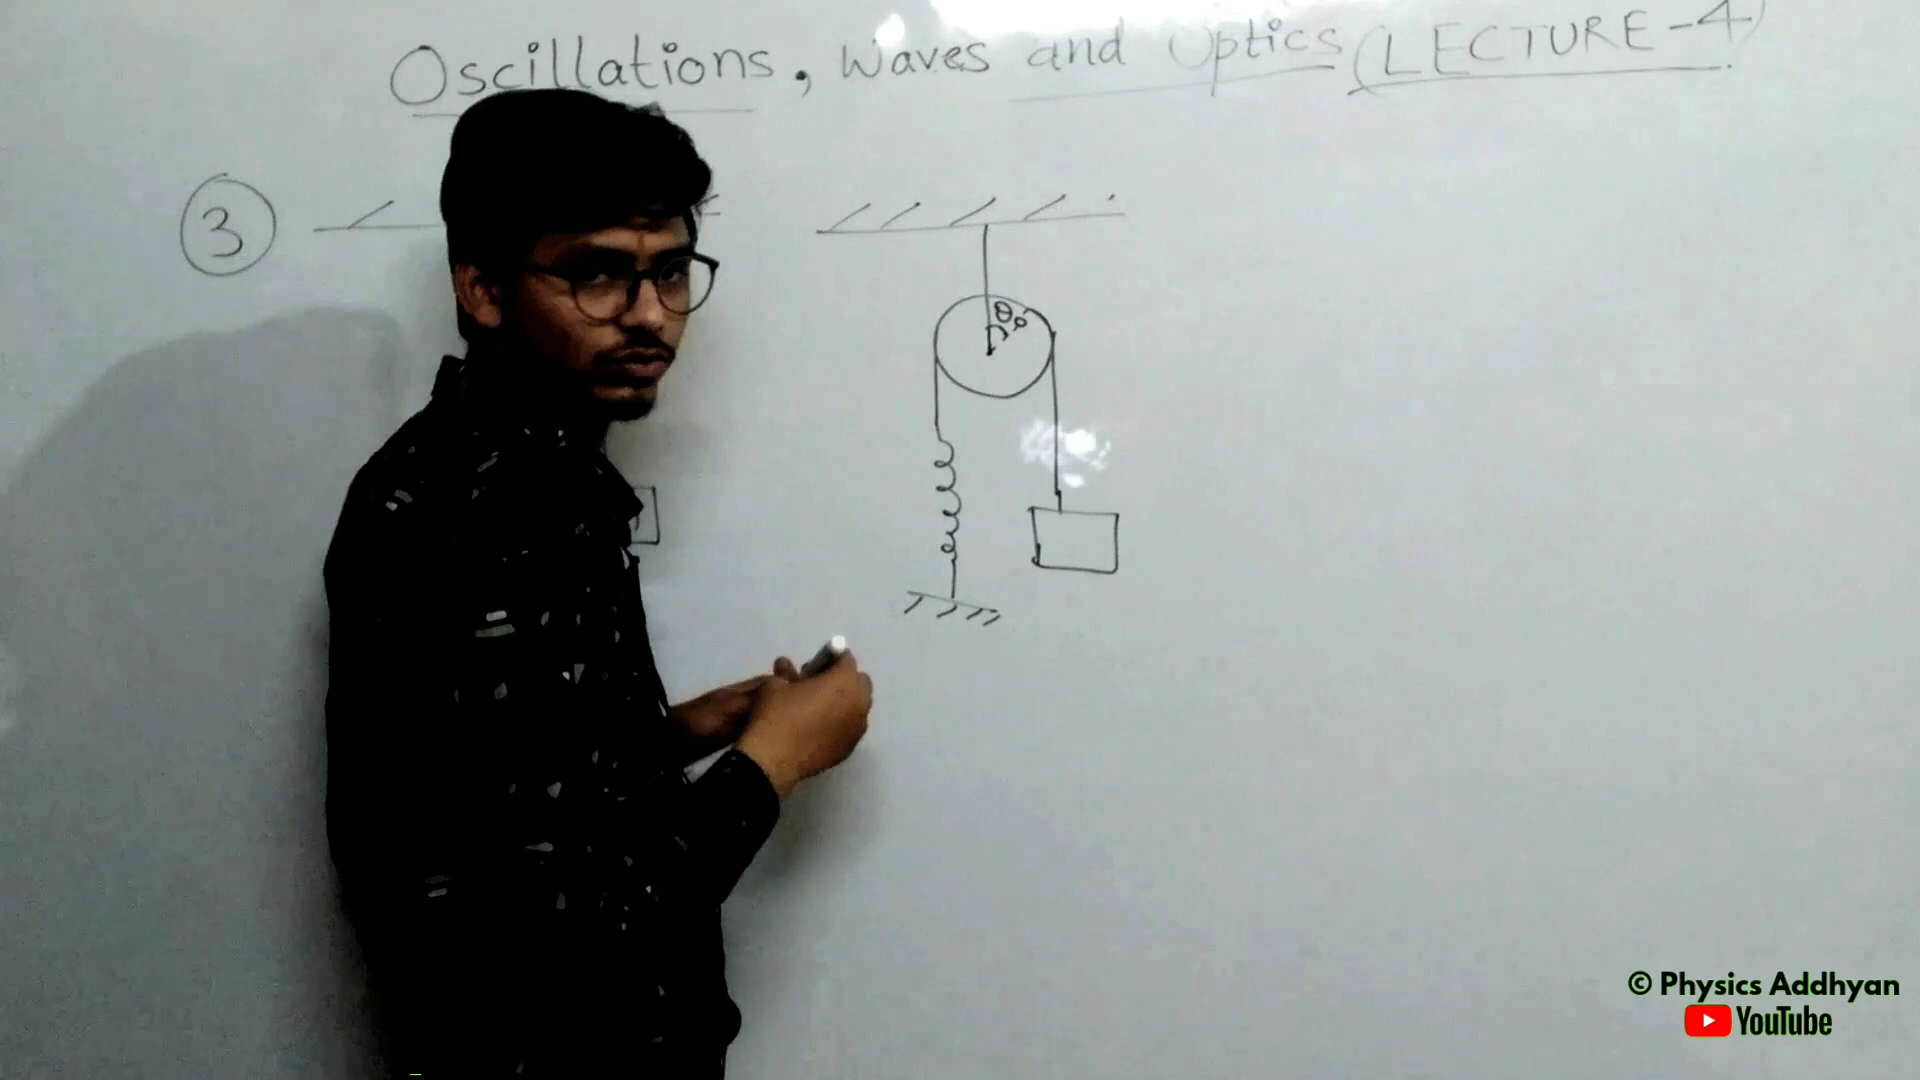 Oscillations, Waves and Optics (LECTURE-4)
3
θ₀
© Physics Addhyan
YouTube